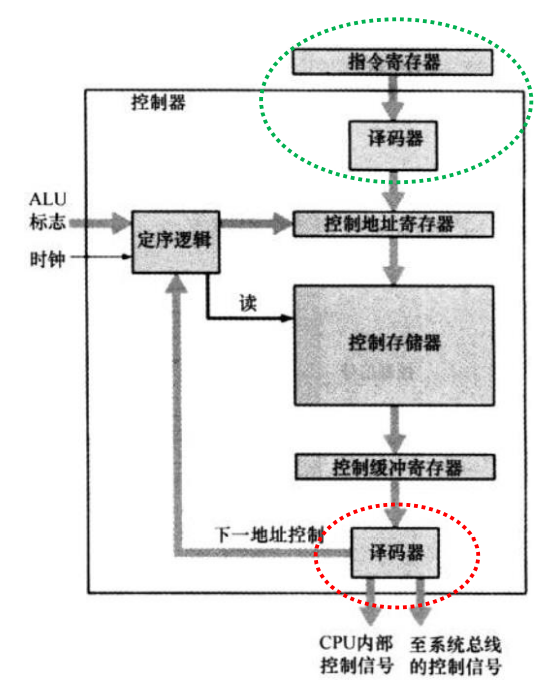 指令寄存器
控制器
译码器
ALU
标志
控制地址寄存器
定序逻辑
时钟
读
控制存储器
控制缓冲寄存器
下一地址控制
译码器
CPU内部
控制信号
至系统总线
的控制信号